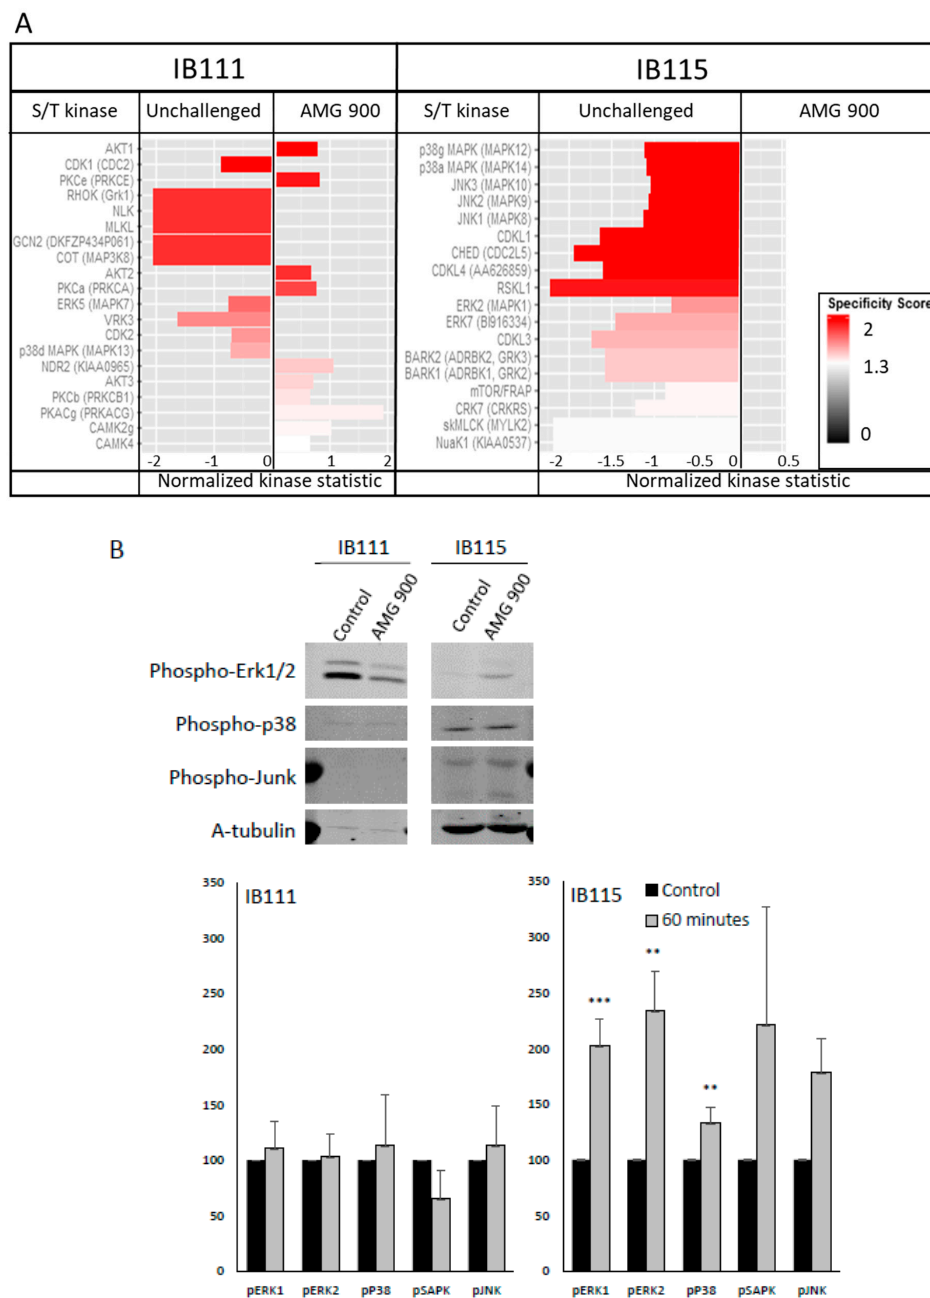 A
IB111
IB115
S/T kinase
Unchallenged
AMG 900
S/T kinase
Unchallenged
AMG 900
AKT1
CDK1 (CDC2)
PKCe (PRKCE)
RHOK (Grk1)
NLK
MLKL
GCN2 (DKFZP434P061)
COT (MAP3K8)
AKT2
PKCa (PRKCA)
ERK5 (MAPK7)
VRK3
CDK2
p38d MAPK (MAPK13)
NDR2 (KIAA0965)
AKT3
PKCb (PRKCB1)
PKACg (PRKACG)
CAMK2g
CAMK4
-2 -1 0 1 2
Normalized kinase statistic
p38g MAPK (MAPK12)
p38a MAPK (MAPK14)
JNK3 (MAPK10)
JNK2 (MAPK9)
JNK1 (MAPK8)
CDKL1
CHED (CDC2L5)
CDKL4 (AA626859)
RSKL1
ERK2 (MAPK1)
ERK7 (BI916334)
CDKL3
BARK2 (ADRBK2, GRK3)
BARK1 (ADRBK1, GRK2)
mTOR/FRAP
CRK7 (CRKRS)
skMLCK (MYLK2)
NuaK1 (KIAA0537)
-2 -1.5 -1 -0.5 0 0.5
Normalized kinase statistic
Specificity Score
2
1.3
0
B
IB111
IB115
Control
AMG 900
Control
AMG 900
Phospho-Erk1/2
Phospho-p38
Phospho-Junk
A-tubulin
IB111
350
300
250
200
150
100
50
0
pERK1 pERK2 pP38 pSAPK pJNK
IB115
Control
60 minutes
350
300
250
200
150
100
50
0
***
**
**
pERK1 pERK2 pP38 pSAPK pJNK